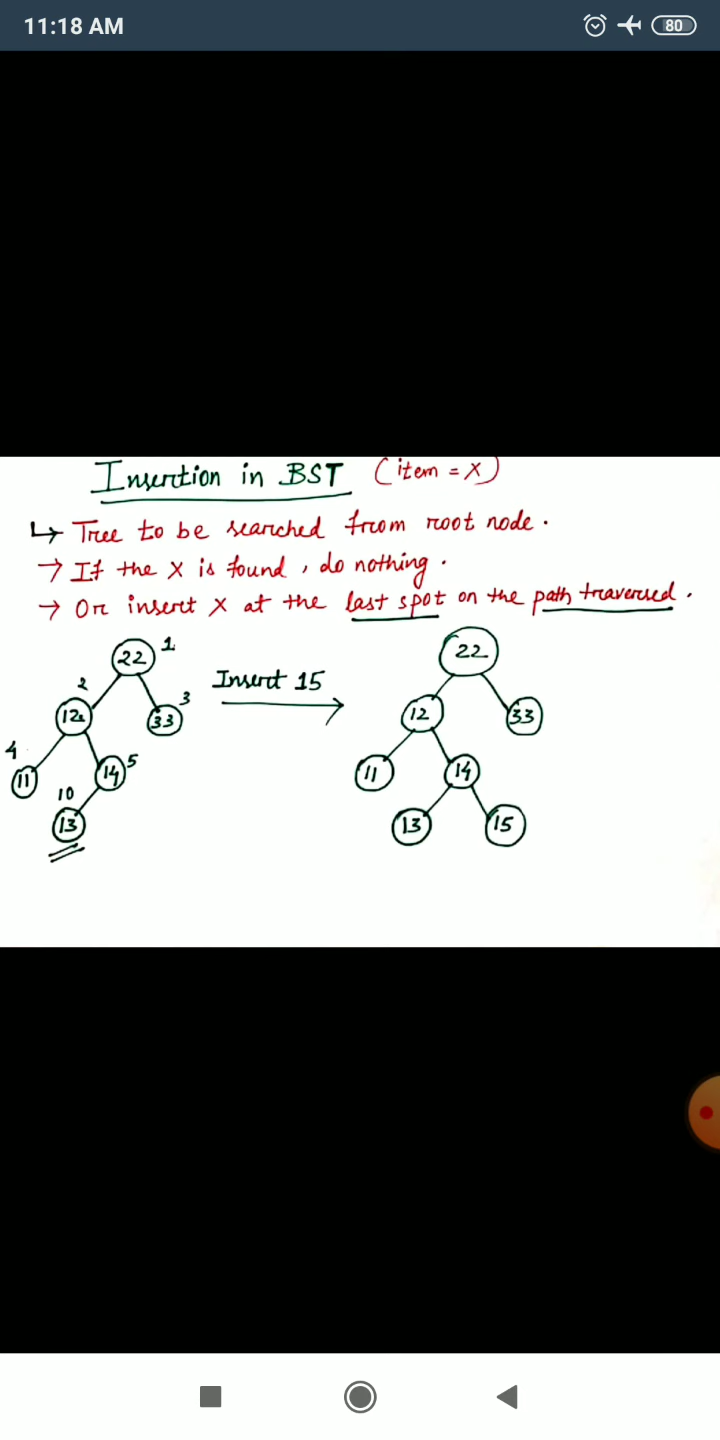 11:18 AM
80
Insertion in BST (item = X)
↳ Tree to be searched from root node.
→ If the X is found, do nothing.
→ Or insert X at the last spot on the path traversed.
22 1
2
12 33 3
4
11 14 5
10
13
Insert 15
22
12 33
11 14
13 15